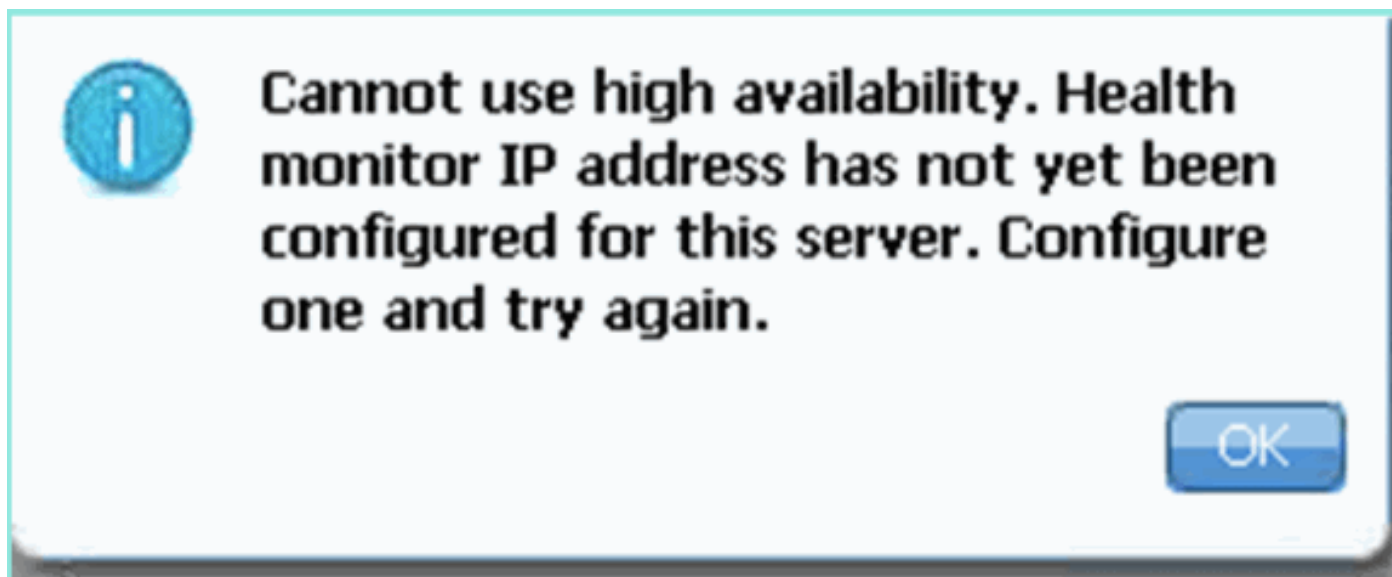 Cannot use high availability. Health
monitor IP address has not yet been
configured for this server. Configure
one and try again.
OK